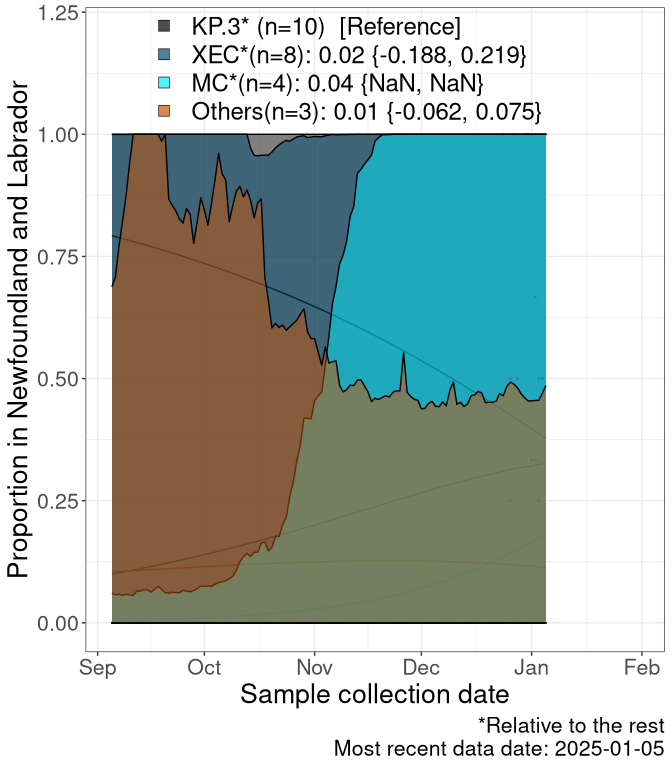 1.25
KP.3* (n=10)  [Reference]
XEC*(n=8): 0.02 {-0.188, 0.219}
MC*(n=4): 0.04 {NaN, NaN}
Others(n=3): 0.01 {-0.062, 0.075}
1.00
0.75
0.50
0.25
0.00
Proportion in Newfoundland and Labrador
Sep Oct Nov Dec Jan Feb
Sample collection date
*Relative to the rest
Most recent data date: 2025-01-05